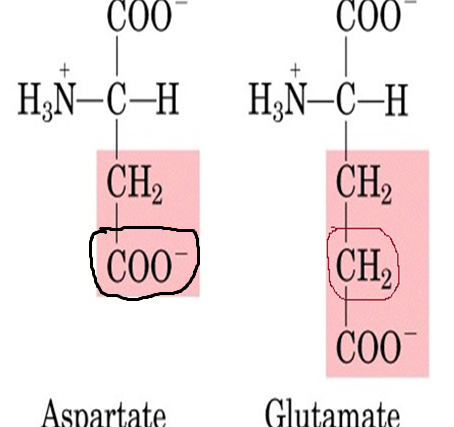 COO⁻ COO⁻
H₃N⁺–C–H H₃N⁺–C–H
CH₂ CH₂
COO⁻ CH₂
COO⁻
Aspartate Glutamate